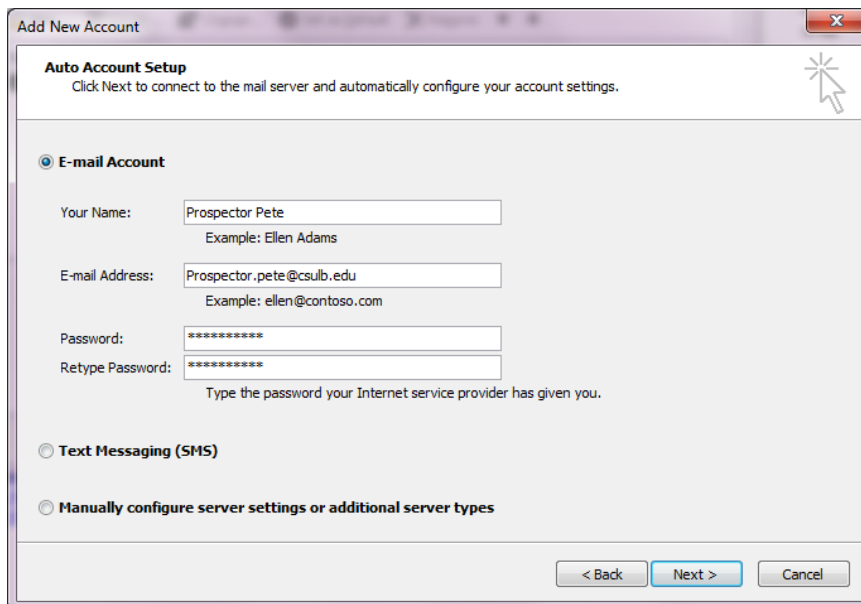 Add New Account
Auto Account Setup
Click Next to connect to the mail server and automatically configure your account settings.
E-mail Account
Your Name: Prospector Pete
Example: Ellen Adams
E-mail Address: Prospector.pete@csulb.edu
Example: ellen@contoso.com
Password: **********
Retype Password: **********
Type the password your Internet service provider has given you.
Text Messaging (SMS)
Manually configure server settings or additional server types
< Back Next > Cancel